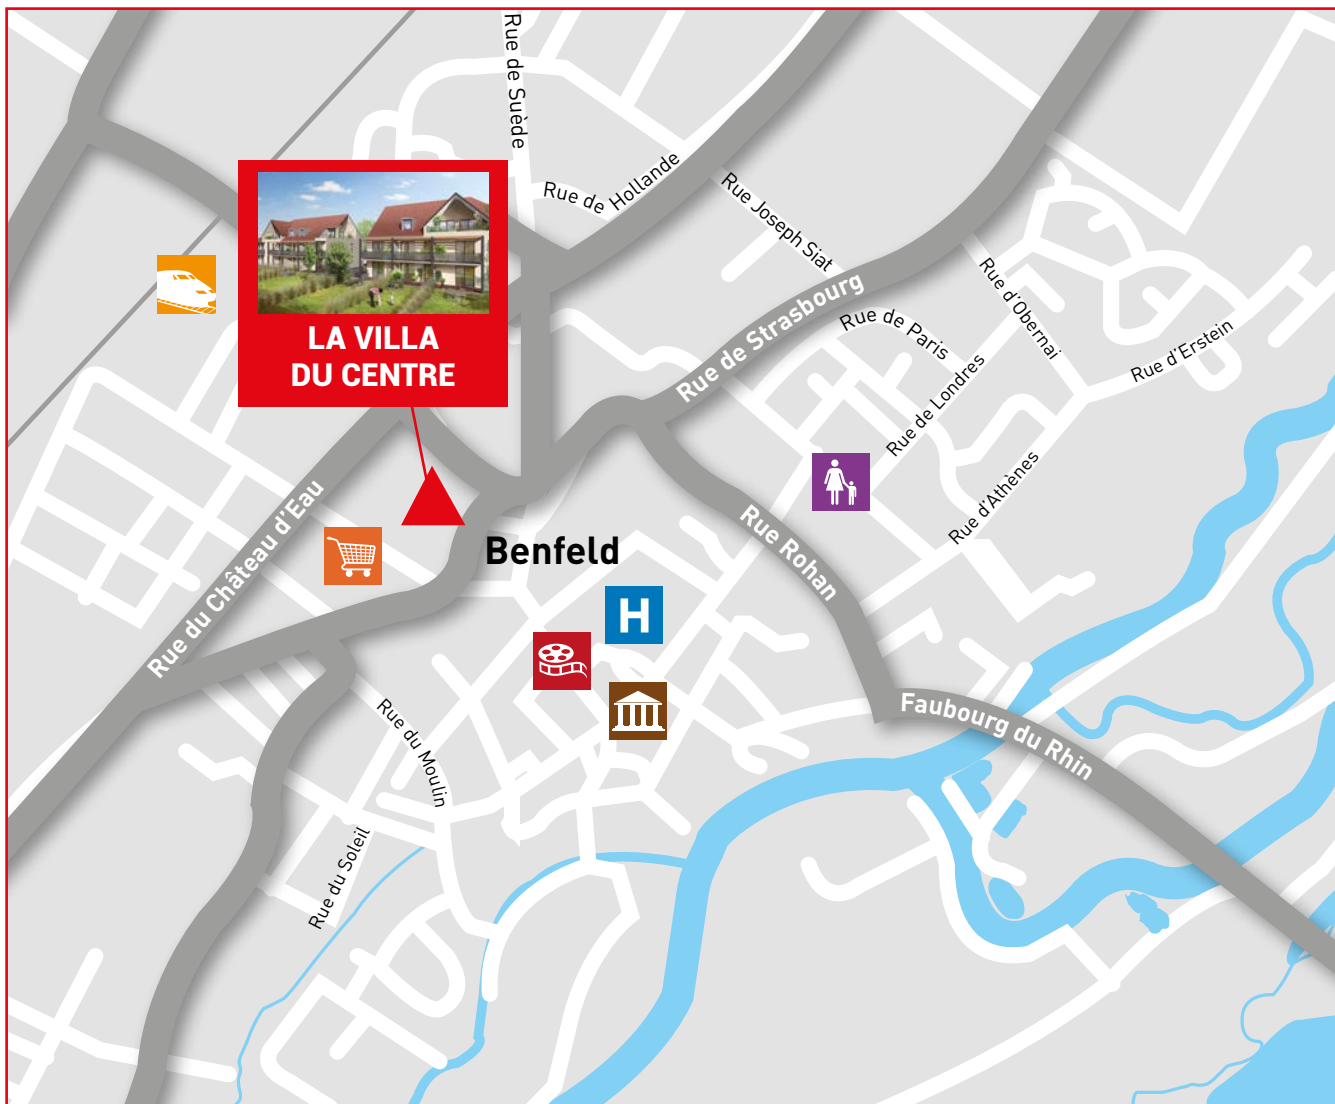 Rue de Suède
Rue de Hollande
Rue Joseph Siat
LA VILLA
DU CENTRE
Rue de Strasbourg
Rue de Paris
Rue d'Obernai
Rue d'Erstein
Rue de Londres
Rue d'Athènes
Rue du Château d'Eau
Benfeld
Rue Rohan
H
Rue du Moulin
Faubourg du Rhin
Rue du Soleil